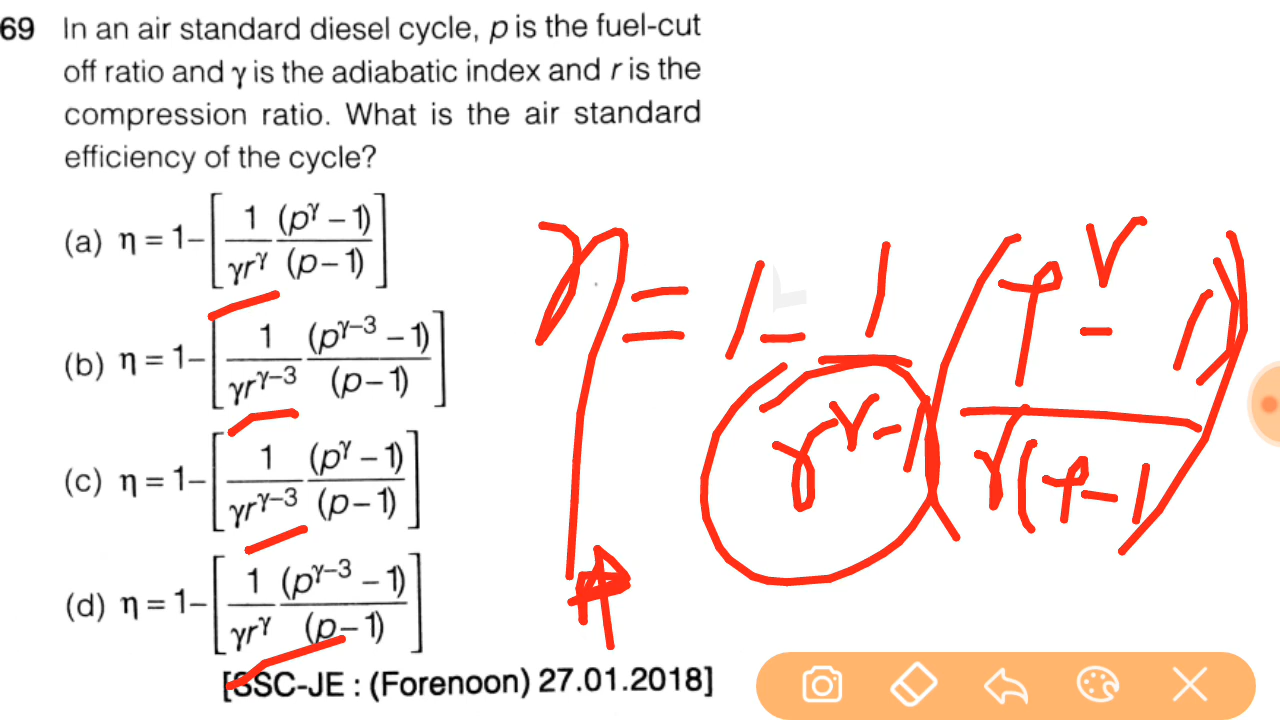 69 In an air standard diesel cycle, p is the fuel-cut
off ratio and γ is the adiabatic index and r is the
compression ratio. What is the air standard
efficiency of the cycle?
(a) η = 1–[1/γr^γ (p^γ – 1)/(p – 1)]
(b) η = 1–[1/γr^γ–3 (p^γ–3 – 1)/(p – 1)]
(c) η = 1–[1/γr^γ–3 (p^γ – 1)/(p – 1)]
(d) η = 1–[1/γr^γ (p^γ–3 – 1)/(p – 1)]
[SSC-JE : (Forenoon) 27.01.2018]
η = 1 – 1/r^γ-1 (p^γ – 1)/γ(p-1)